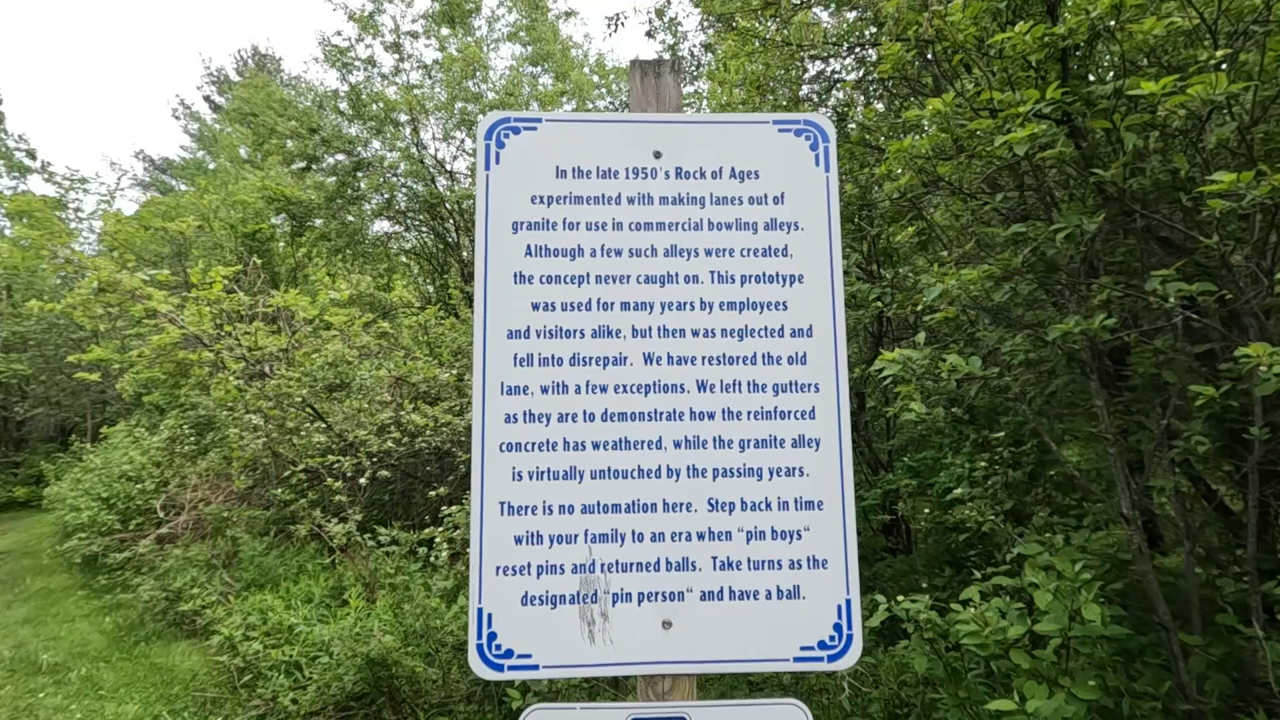 In the late 1950's Rock of Ages
experimented with making lanes out of
granite for use in commercial bowling alleys.
Although a few such alleys were created,
the concept never caught on. This prototype
was used for many years by employees
and visitors alike, but then was neglected and
fell into disrepair. We have restored the old
lane, with a few exceptions. We left the gutters
as they are to demonstrate how the reinforced
concrete has weathered, while the granite alley
is virtually untouched by the passing years.
There is no automation here. Step back in time
with your family to an era when “pin boys“
reset pins and returned balls. Take turns as the
designated “pin person“ and have a ball.